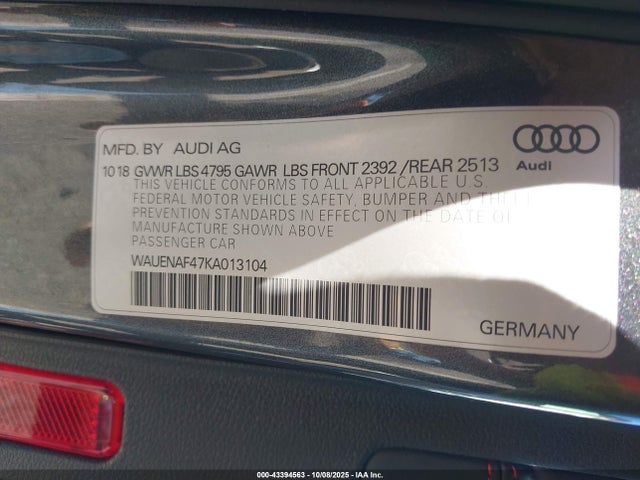 MFD. BY AUDI AG
Audi
10 18 GVWR LBS 4795 GAWR LBS FRONT 2392 /REAR 2513
THIS VEHICLE CONFORMS TO ALL APPLICABLE U.S.
FEDERAL MOTOR VEHICLE SAFETY, BUMPER AND THEFT
PREVENTION STANDARDS IN EFFECT ON THE DATE OF
MANUFACTURE SHOWN ABOVE
PASSENGER CAR
WAUENAF47KA013104
GERMANY
000-43394563 - 10/08/2025 - © IAA Inc.